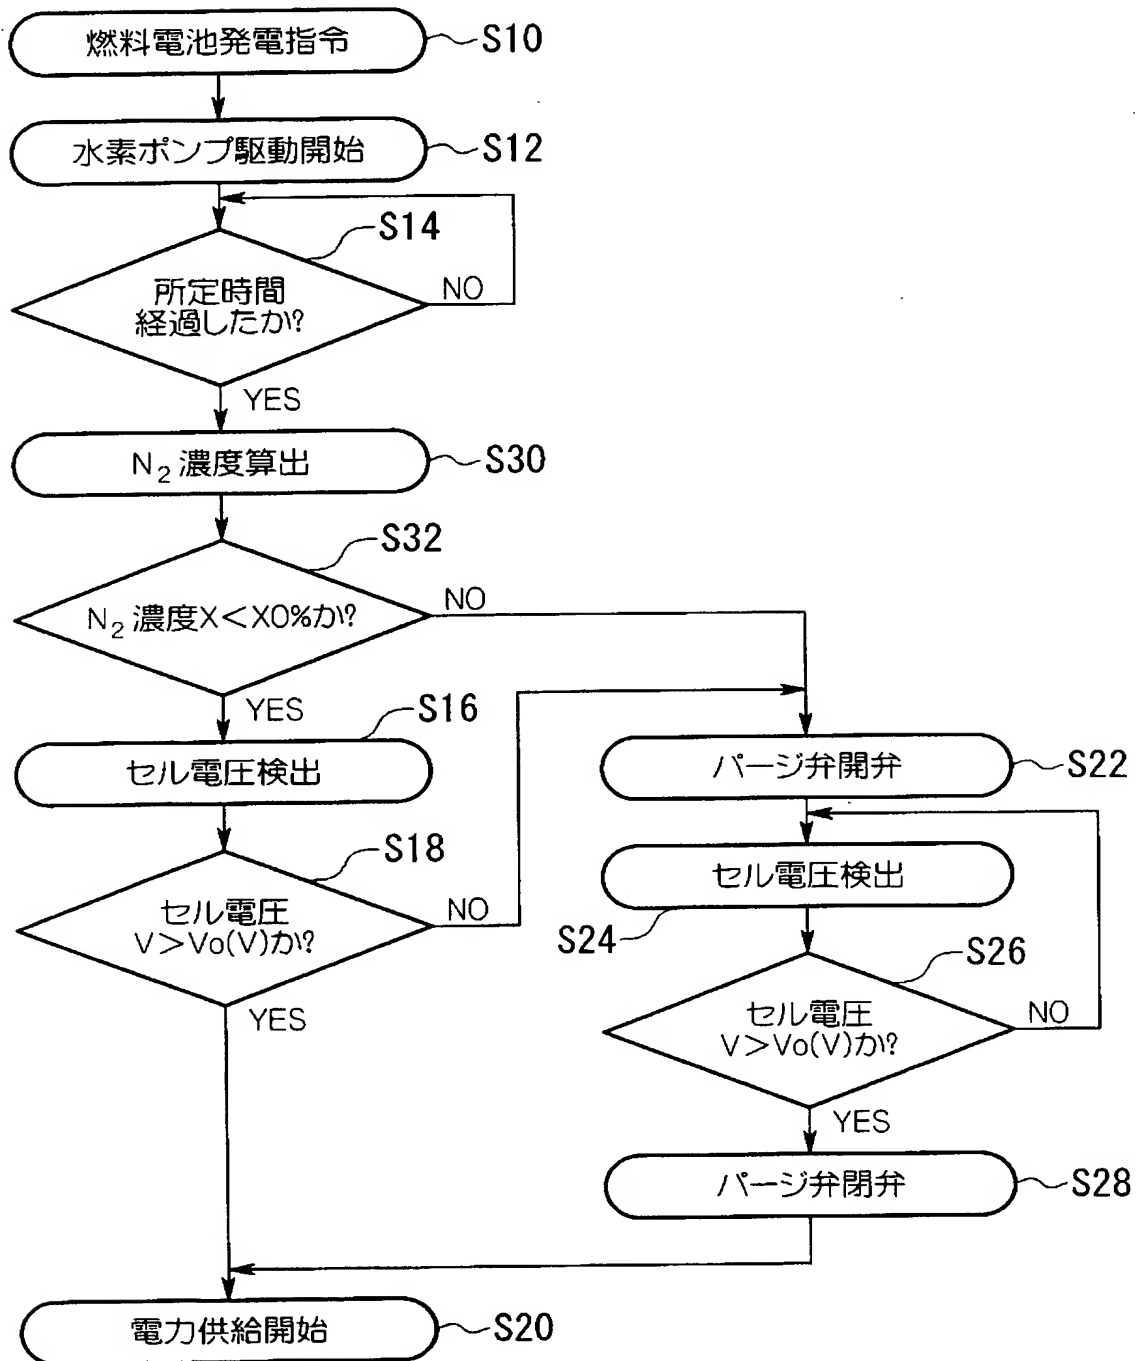 燃料電池発電指令 S10
水素ポンプ駆動開始 S12
S14
所定時間
経過したか? NO
YES
N₂濃度算出 S30
S32
N₂濃度X<X0%か? NO
YES
S16
セル電圧検出
S18
セル電圧
V>Vo(V)か? NO
YES
パージ弁開弁 S22
セル電圧検出
S24
S26
セル電圧
V>Vo(V)か? NO
YES
パージ弁閉弁 S28
電力供給開始 S20